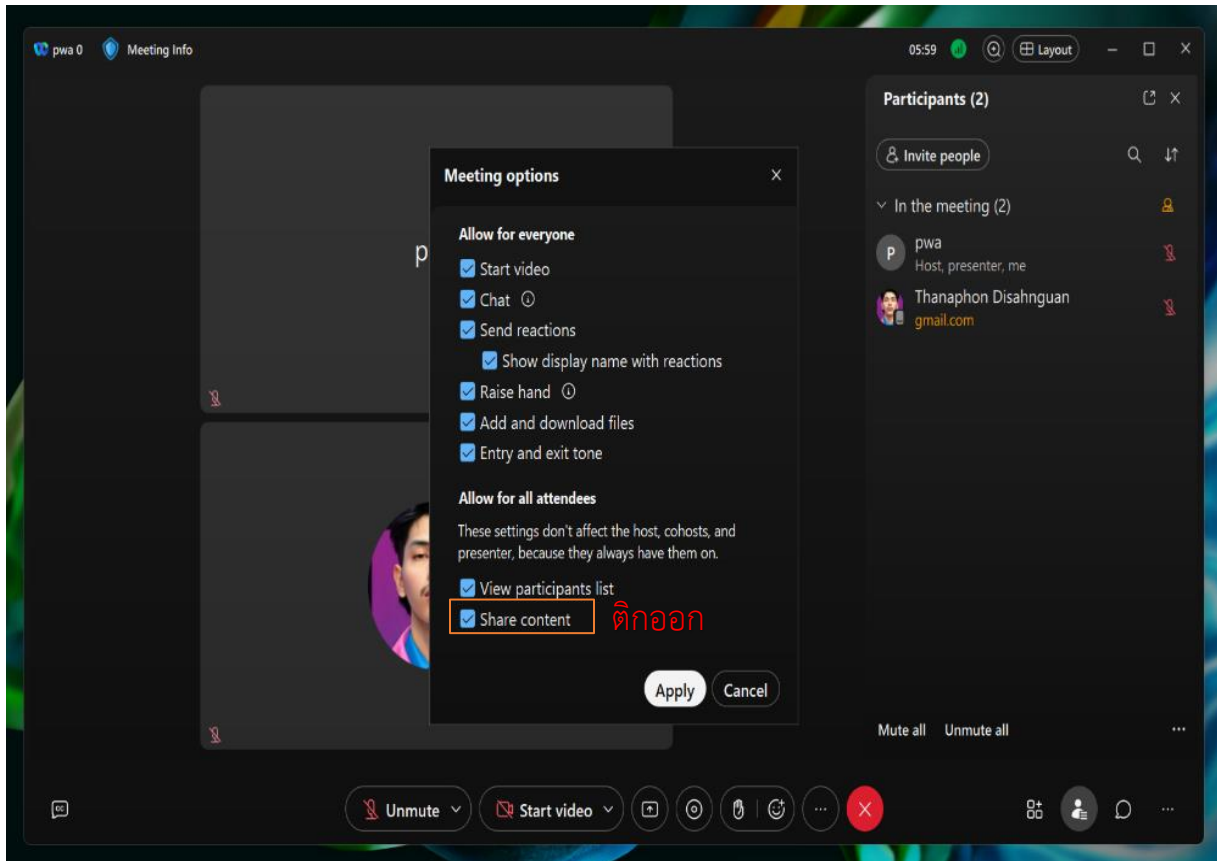 pwa 0 Meeting Info 05:59 Layout
Participants (2)
Invite people
In the meeting (2)
P pwa
Host, presenter, me
Thanaphon Disahnguan
gmail.com
Mute all Unmute all
p
Meeting options
Allow for everyone
Start video
Chat
Send reactions
Show display name with reactions
Raise hand
Add and download files
Entry and exit tone
Allow for all attendees
These settings don't affect the host, cohosts, and
presenter, because they always have them on.
View participants list
Share content ติกออก
Apply Cancel
CC Unmute Start video